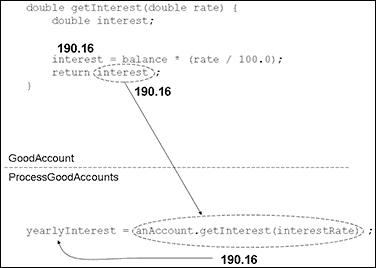 double getInterest(double rate) {
double interest;
190.16
interest = balance * (rate / 100.0);
return interest ;
190.16
}
GoodAccount
ProcessGoodAccounts
yearlyInterest = anAccount.getInterest(interestRate) ;
190.16